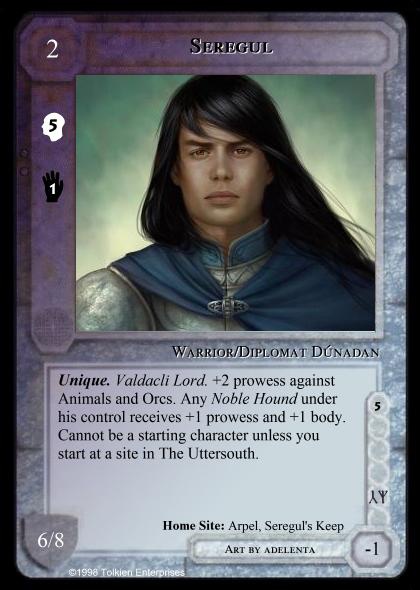 2
SEREGUL
5
1
WARRIOR/DIPLOMAT DÚNADAN
Unique. Valdacli Lord. +2 prowess against
Animals and Orcs. Any Noble Hound under
his control receives +1 prowess and +1 body.
Cannot be a starting character unless you
start at a site in The Uttersouth.
5
Home Site: Arpel, Seregul's Keep
6/8
ART BY ADELENTA
-1
©1998 Tolkien Enterprises